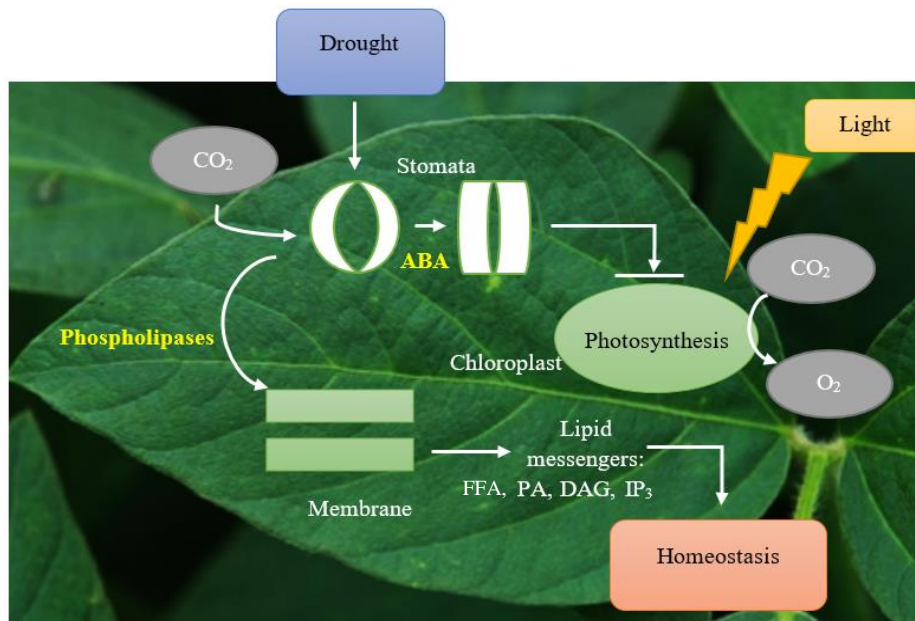 Drought
Light
CO₂
Stomata
ABA
CO₂
Phospholipases
Photosynthesis
Chloroplast
O₂
Lipid
messengers:
FFA, PA, DAG, IP₃
Membrane
Homeostasis